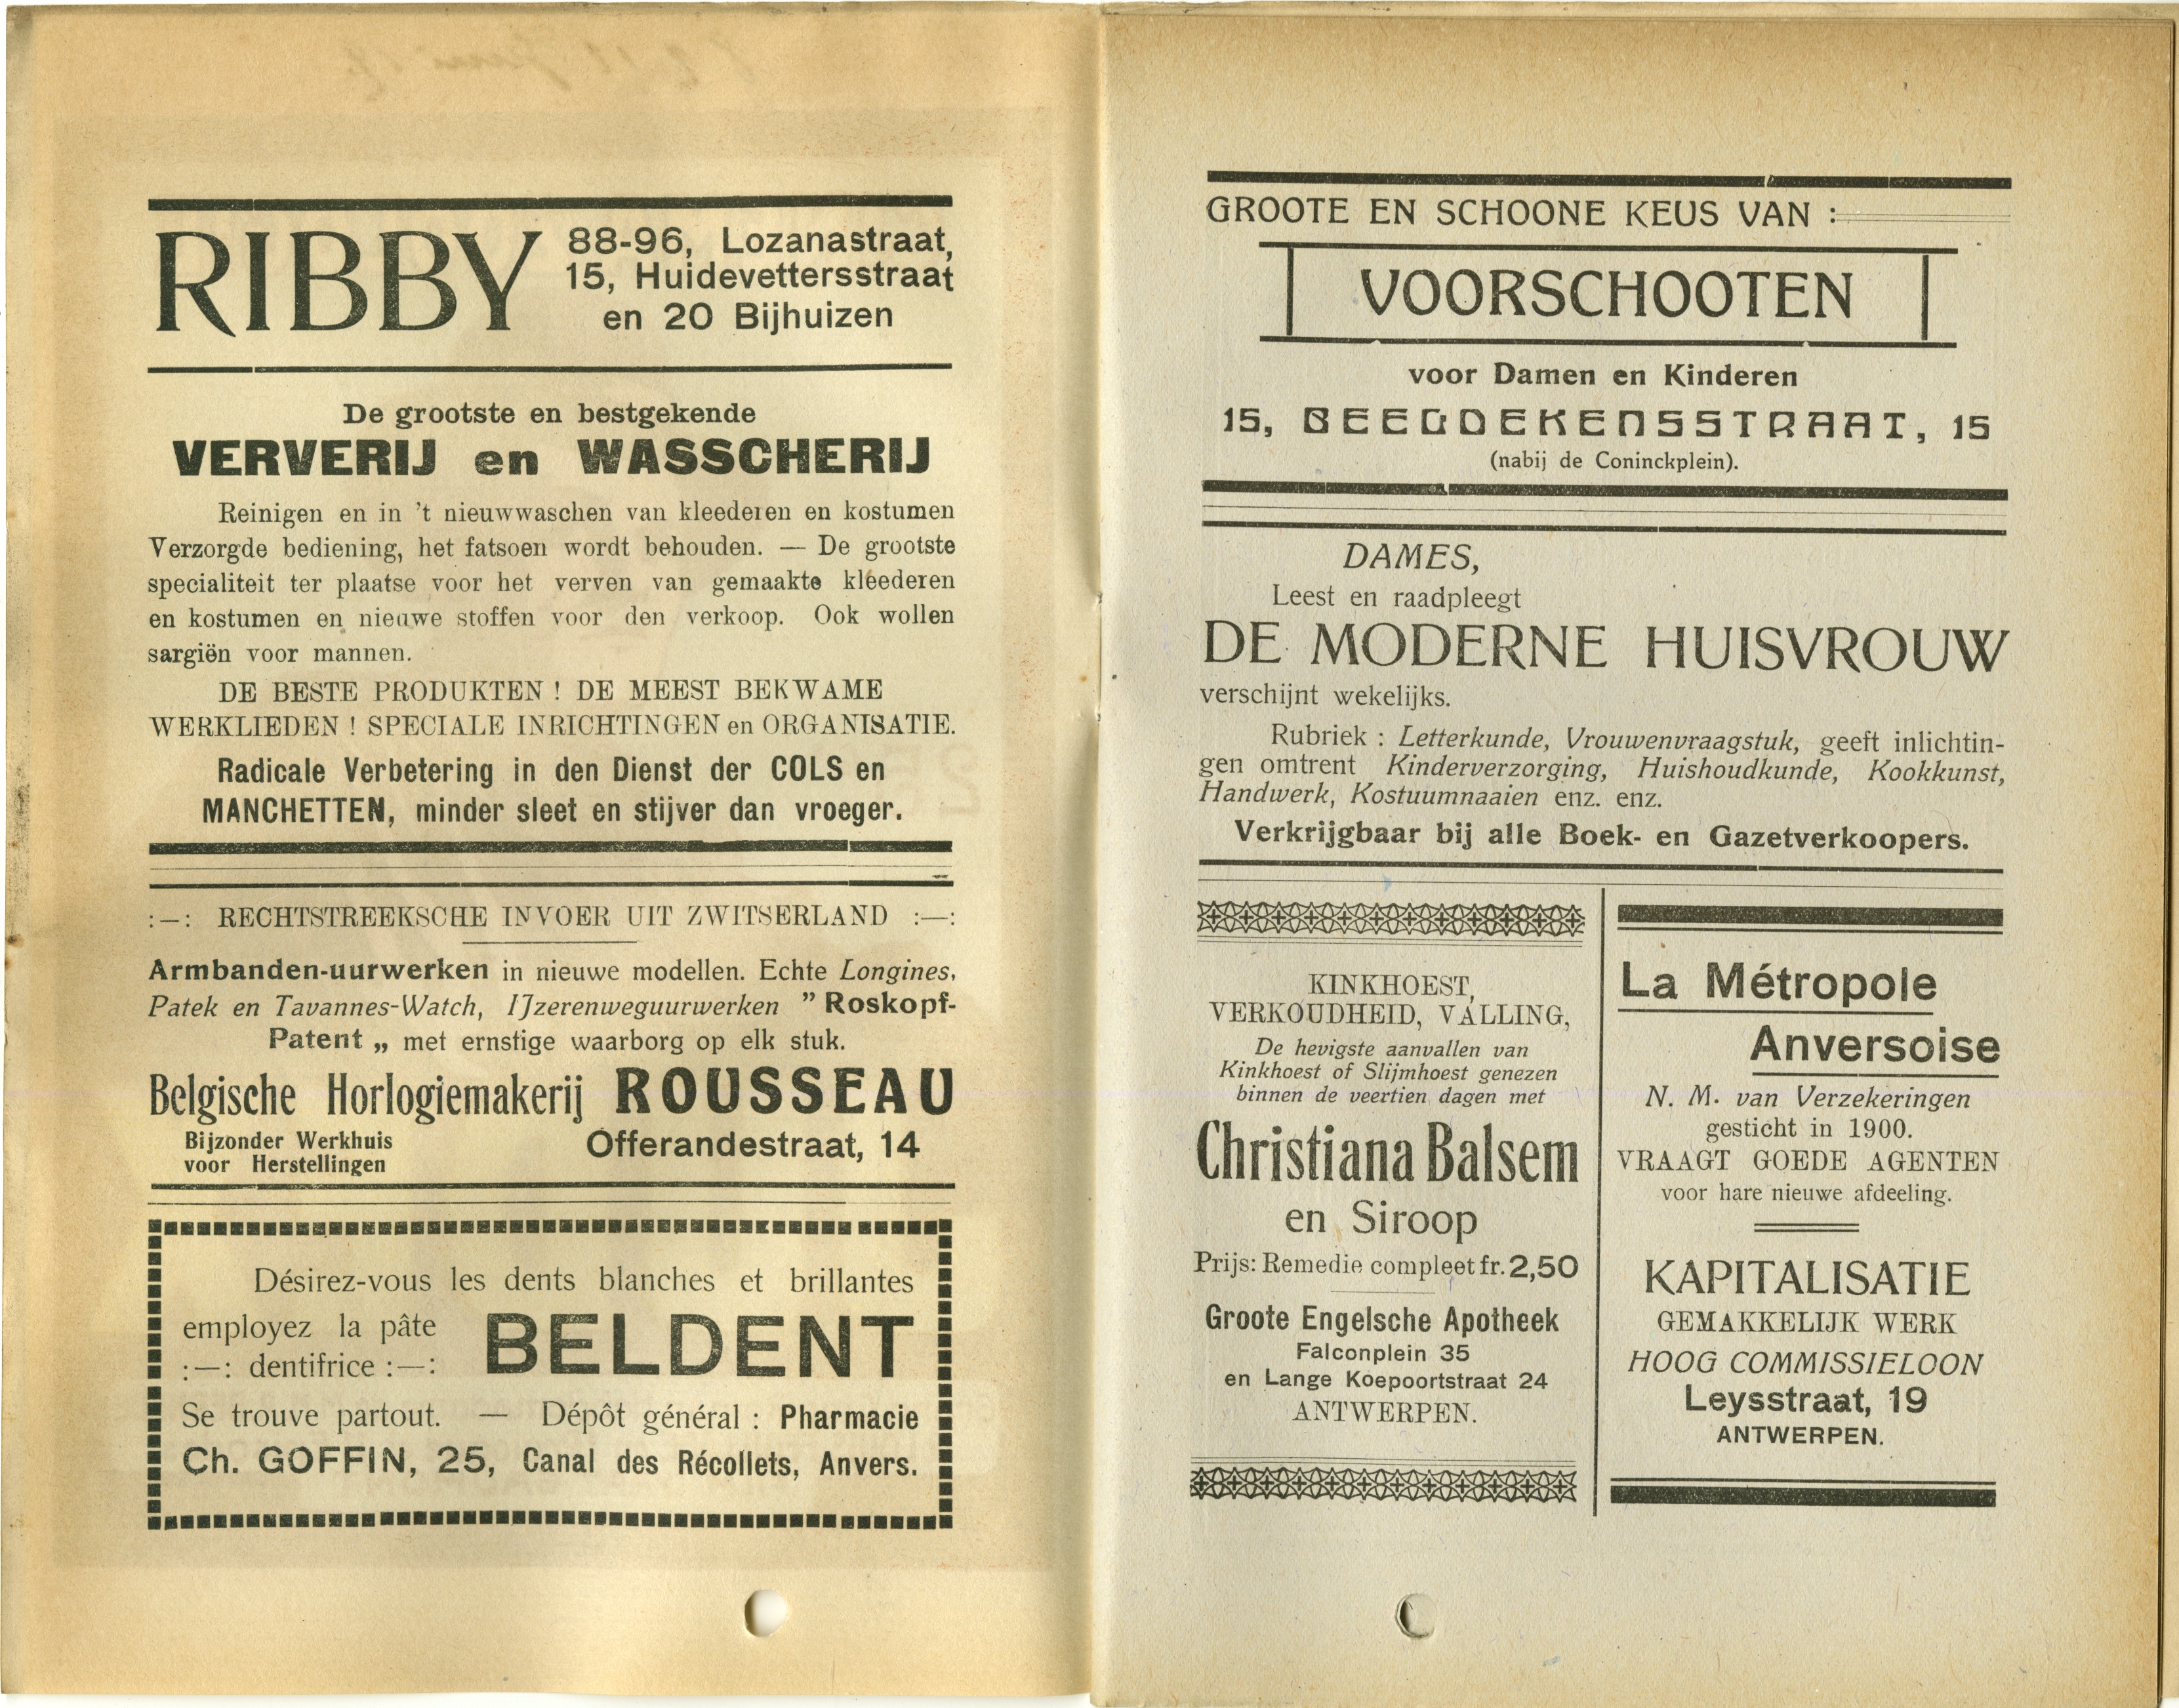 RIBBY
88-96, Lozanastraat,
15, Huidevettersstraat
en 20 Bijhuizen
De grootste en bestgekende
VERVERIJ en WASSCHERIJ
Reinigen en in 't nieuwwaschen van kleederen en kostumen
Verzorgde bediening, het fatsoen wordt behouden. — De grootste
specialiteit ter plaatse voor het verven van gemaakte kleederen
en kostumen en nieuwe stoffen voor den verkoop. Ook wollen
sargiën voor mannen.
DE BESTE PRODUKTEN ! DE MEEST BEKWAME
WERKLIEDEN ! SPECIALE INRICHTINGEN en ORGANISATIE.
Radicale Verbetering in den Dienst der COLS en
MANCHETTEN, minder sleet en stijver dan vroeger.
:—: RECHTSTREEKSCHE INVOER UIT ZWITSERLAND :—:
Armbanden-uurwerken in nieuwe modellen. Echte Longines,
Patek en Tavannes-Watch, IJzerenweguurwerken ” Roskopf-
Patent „ met ernstige waarborg op elk stuk.
Belgische Horlogiemakerij ROUSSEAU
Bijzonder Werkhuis
voor Herstellingen
Offerandestraat, 14
Désirez-vous les dents blanches et brillantes
employez la pâte
:—: dentifrice :—:
BELDENT
Se trouve partout. — Dépôt général : Pharmacie
Ch. GOFFIN, 25, Canal des Récollets, Anvers.
GROOTE EN SCHOONE KEUS VAN :
VOORSCHOOTEN
voor Damen en Kinderen
15, BEEGDEKENSSTRAAT, 15
(nabij de Coninckplein).
DAMES,
Leest en raadpleegt
DE MODERNE HUISVROUW
verschijnt wekelijks.
Rubriek : Letterkunde, Vrouwenvraagstuk, geeft inlichtin-
gen omtrent Kinderverzorging, Huishoudkunde, Kookkunst,
Handwerk, Kostuumnaaien enz. enz.
Verkrijgbaar bij alle Boek- en Gazetverkoopers.
KINKHOEST,
VERKOUDHEID, VALLING,
De hevigste aanvallen van
Kinkhoest of Slijmhoest genezen
binnen de veertien dagen met
Christiana Balsem
en Siroop
Prijs: Remedie compleet fr. 2,50
Groote Engelsche Apotheek
Falconplein 35
en Lange Koepoortstraat 24
ANTWERPEN.
La Métropole
Anversoise
N. M. van Verzekeringen
gesticht in 1900.
VRAAGT GOEDE AGENTEN
voor hare nieuwe afdeeling.
KAPITALISATIE
GEMAKKELIJK WERK
HOOG COMMISSIELOON
Leysstraat, 19
ANTWERPEN.